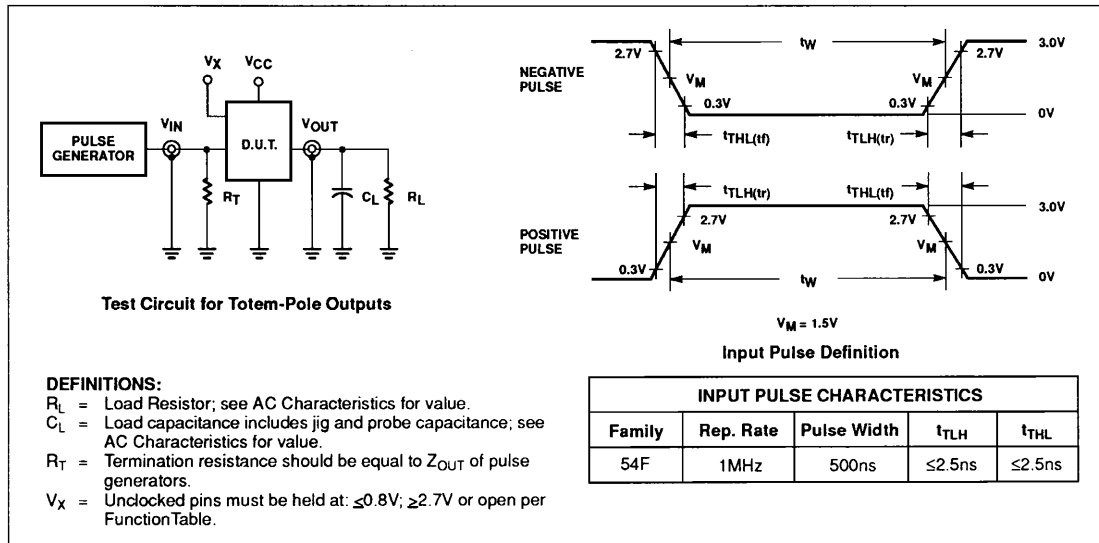 VX
VCC
VIN
VOUT
PULSE
GENERATOR
D.U.T.
RT
CL
RL
Test Circuit for Totem-Pole Outputs
NEGATIVE
PULSE
tW
2.7V
2.7V
3.0V
VM
VM
0.3V
0.3V
0V
tTHL(tf)
tTLH(tr)
tTLH(tr)
tTHL(tf)
POSITIVE
PULSE
2.7V
2.7V
3.0V
VM
VM
0.3V
0.3V
0V
tW
VM = 1.5V
Input Pulse Definition
DEFINITIONS:
RL = Load Resistor; see AC Characteristics for value.
CL = Load capacitance includes jig and probe capacitance; see
AC Characteristics for value.
RT = Termination resistance should be equal to ZOUT of pulse
generators.
VX = Unclocked pins must be held at: ≤0.8V; ≥2.7V or open per
FunctionTable.
INPUT PULSE CHARACTERISTICS
Family Rep. Rate Pulse Width tTLH tTHL
54F 1MHz 500ns ≤2.5ns ≤2.5ns